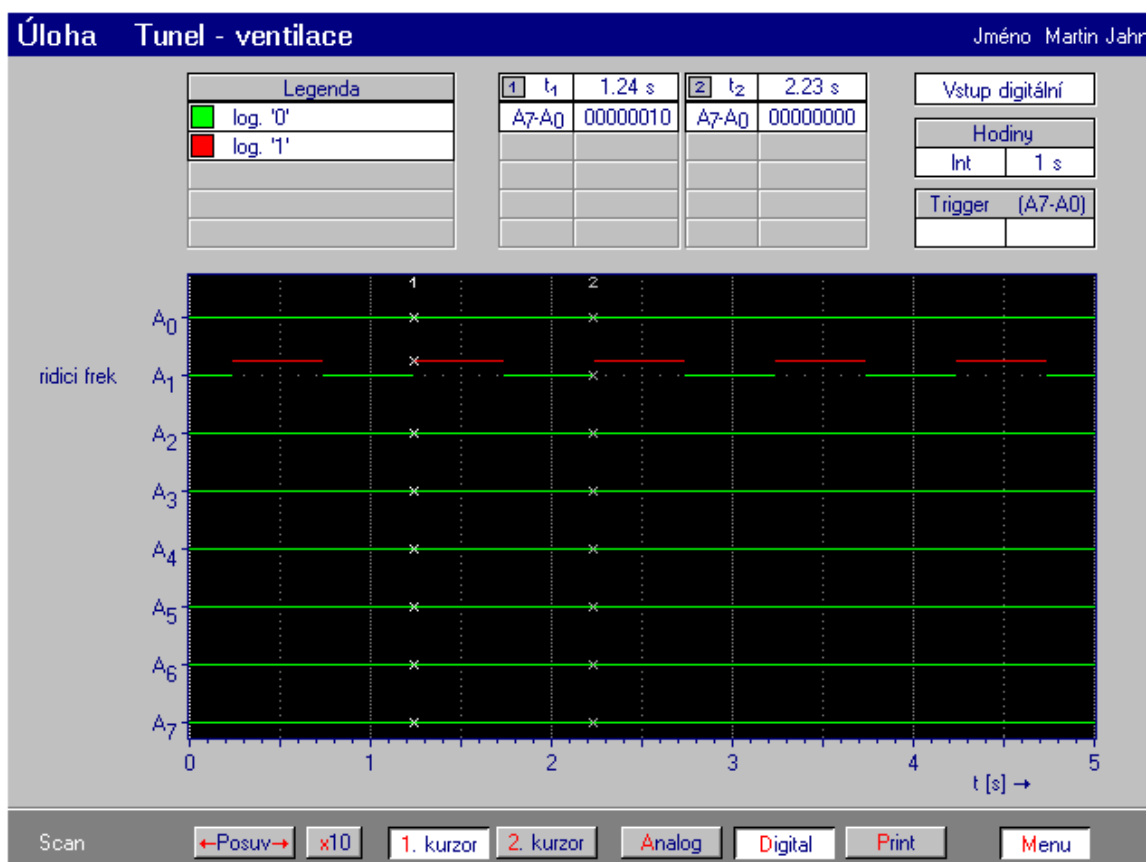 Úloha Tunel - ventilace Jméno Martin Jahn
Legenda
log. '0'
log. '1'
1 t1 1.24 s 2 t2 2.23 s
A7-A0 00000010 A7-A0 00000000
Vstup digitální
Hodiny
Int 1 s
Trigger (A7-A0)
1 2
A0
ridici frek A1
A2
A3
A4
A5
A6
A7
0 1 2 3 4 5
t [s] →
Scan ←Posuv→ x10 1. kurzor 2. kurzor Analog Digital Print Menu